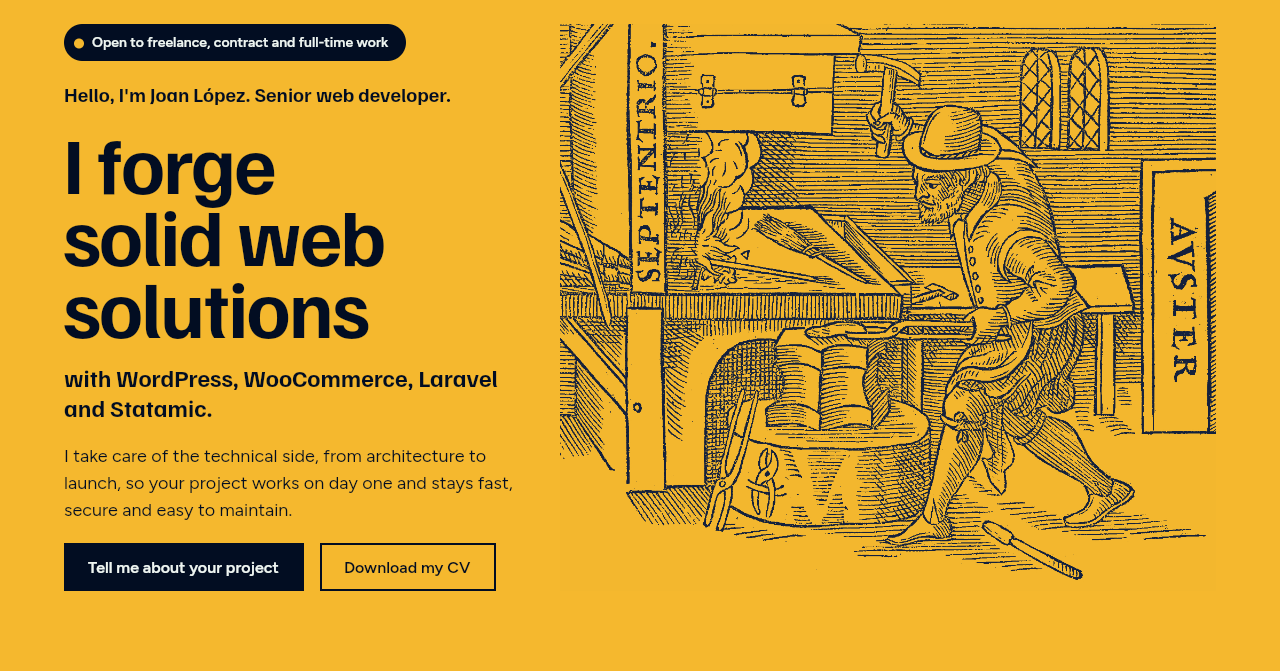 Open to freelance, contract and full-time work
Hello, I'm Joan López. Senior web developer.
I forge
solid web
solutions
with WordPress, WooCommerce, Laravel
and Statamic.
I take care of the technical side, from architecture to
launch, so your project works on day one and stays fast,
secure and easy to maintain.
Tell me about your project
Download my CV
SEPTENTRIO.
AVSTER